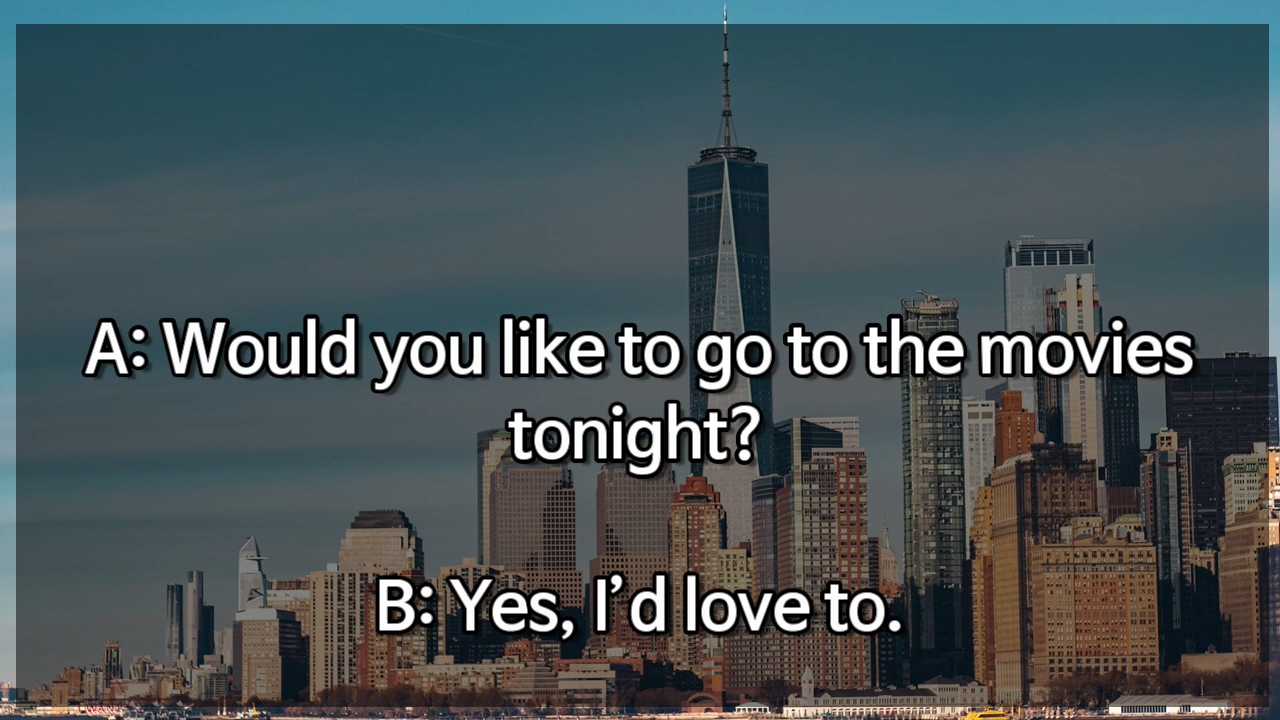 A: Would you like to go to the movies
tonight?
B: Yes, I’d love to.